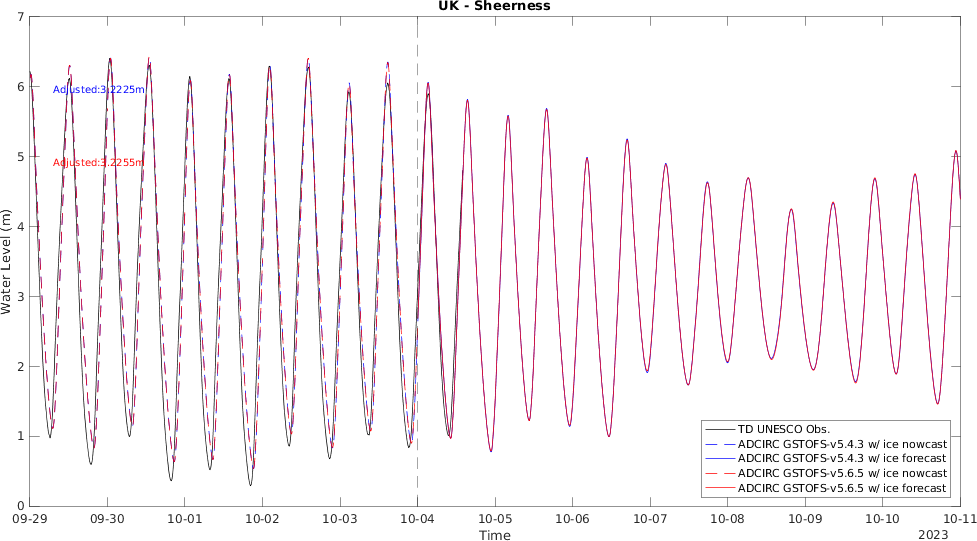 UK - Sheerness
7
6
5
4
3
2
1
0
Water Level (m)
Adjusted:3.2225m
Adjusted:3.2255m
TD UNESCO Obs.
ADCIRC GSTOFS-v5.4.3 w/ ice nowcast
ADCIRC GSTOFS-v5.4.3 w/ ice forecast
ADCIRC GSTOFS-v5.6.5 w/ ice nowcast
ADCIRC GSTOFS-v5.6.5 w/ ice forecast
09-29 09-30 10-01 10-02 10-03 10-04 10-05 10-06 10-07 10-08 10-09 10-10 10-11
Time
2023